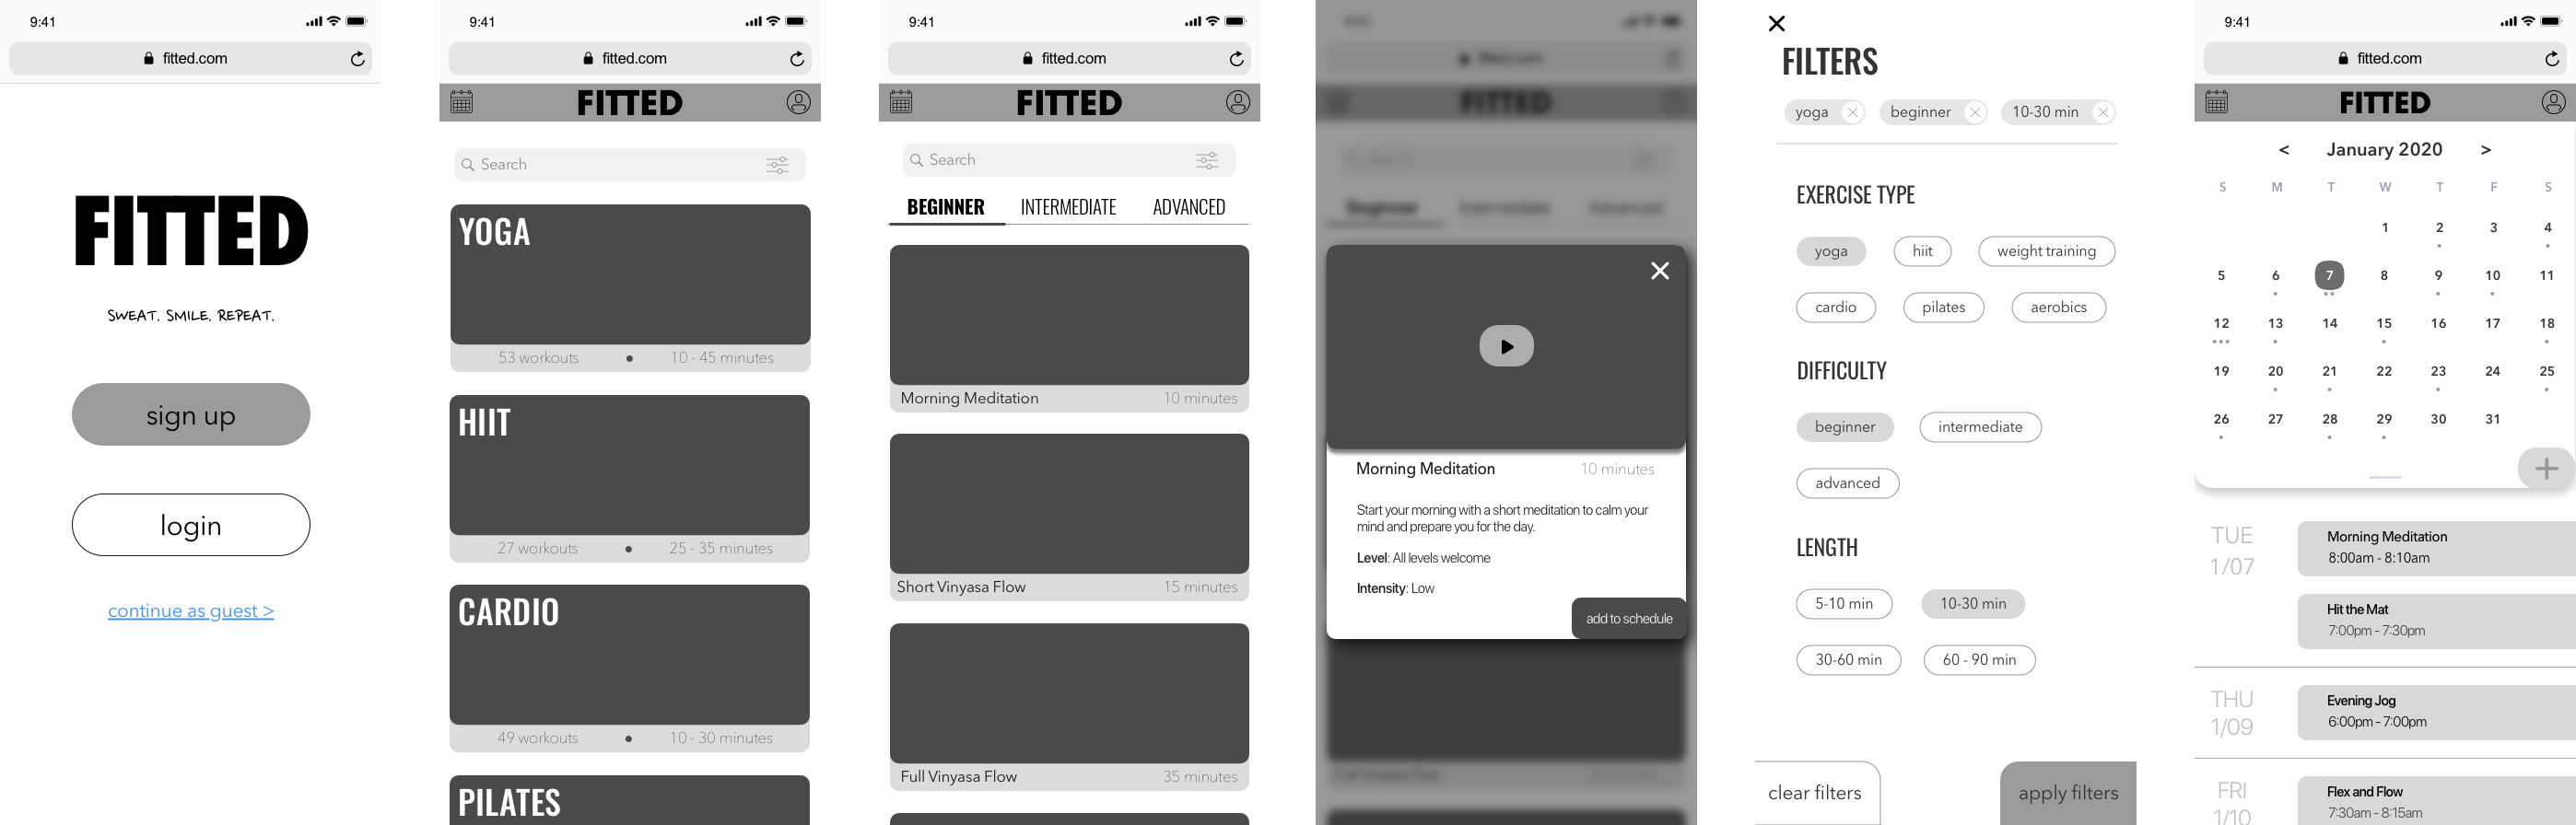 9:41
fitted.com
FITTED
SWEAT. SMILE. REPEAT.
sign up
login
continue as guest >
9:41
fitted.com
FITTED
Search
YOGA
53 workouts • 10 - 45 minutes
HIIT
27 workouts • 25 - 35 minutes
CARDIO
49 workouts • 10 - 30 minutes
PILATES
9:41
fitted.com
FITTED
Search
BEGINNER INTERMEDIATE ADVANCED
Morning Meditation 10 minutes
Short Vinyasa Flow 15 minutes
Full Vinyasa Flow 35 minutes
fitted.com
FITTED
Search
Beginner Intermediate Advanced
Morning Meditation 10 minutes
Start your morning with a short meditation to calm your
mind and prepare you for the day.
Level: All levels welcome
Intensity: Low
add to schedule
Full Vinyasa Flow
FILTERS
yoga beginner 10-30 min
EXERCISE TYPE
yoga hiit weight training
cardio pilates aerobics
DIFFICULTY
beginner intermediate
advanced
LENGTH
5-10 min 10-30 min
30-60 min 60 - 90 min
clear filters apply filters
9:41
fitted.com
FITTED
< January 2020 >
S M T W T F S
1 2 3 4
5 6 7 8 9 10 11
12 13 14 15 16 17 18
19 20 21 22 23 24 25
26 27 28 29 30 31
TUE
1/07
Morning Meditation
8:00am - 8:10am
Hit the Mat
7:00pm - 7:30pm
THU
1/09
Evening Jog
6:00pm - 7:00pm
FRI
1/10
Flex and Flow
7:30am - 8:15am